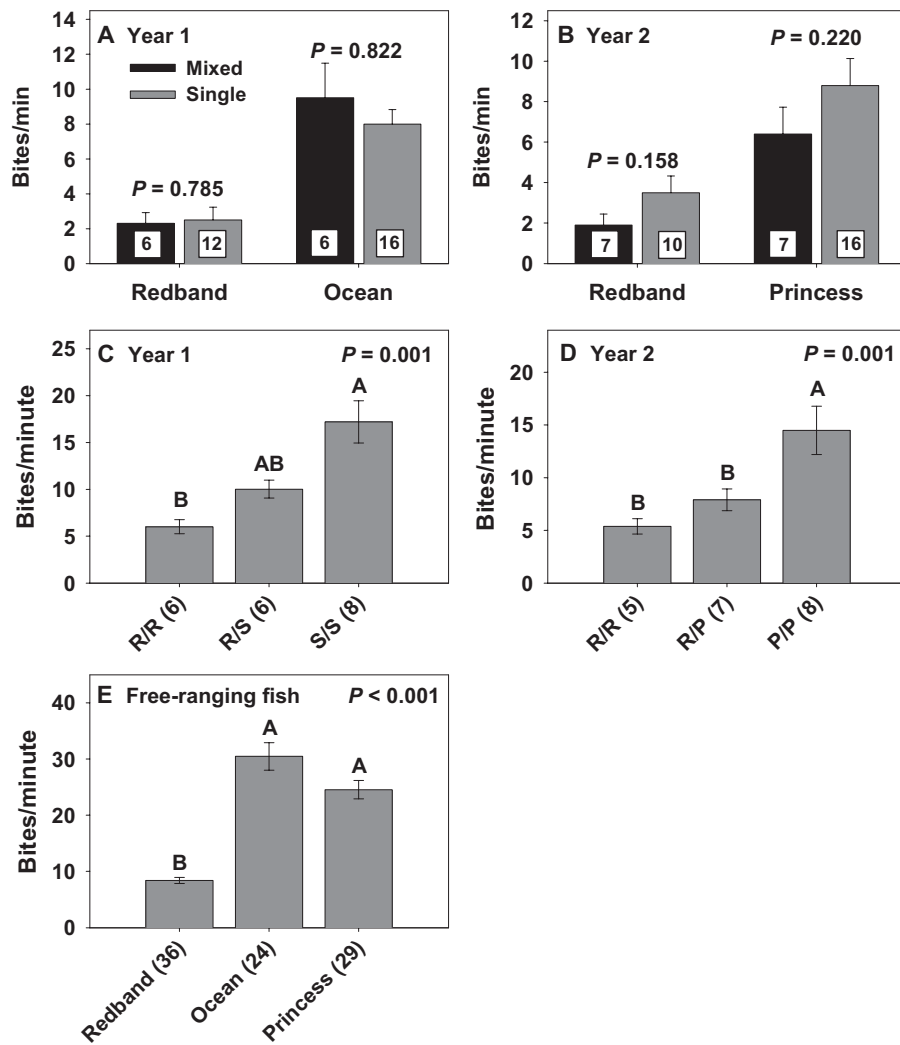 A Year 1
Mixed
Single
P = 0.822
P = 0.785
Bites/min
14
12
10
8
6
4
2
0
6
12
6
16
Redband
Ocean
B Year 2
P = 0.220
P = 0.158
Bites/min
12
10
8
6
4
2
0
7
10
7
16
Redband
Princess
C Year 1
P = 0.001
Bites/minute
25
20
15
10
5
0
B
AB
A
R/R (6)
R/S (6)
S/S (8)
D Year 2
P = 0.001
Bites/minute
20
15
10
5
0
B
B
A
R/R (5)
R/P (7)
P/P (8)
E Free-ranging fish
P < 0.001
Bites/minute
40
30
20
10
0
B
A
A
Redband (36)
Ocean (24)
Princess (29)